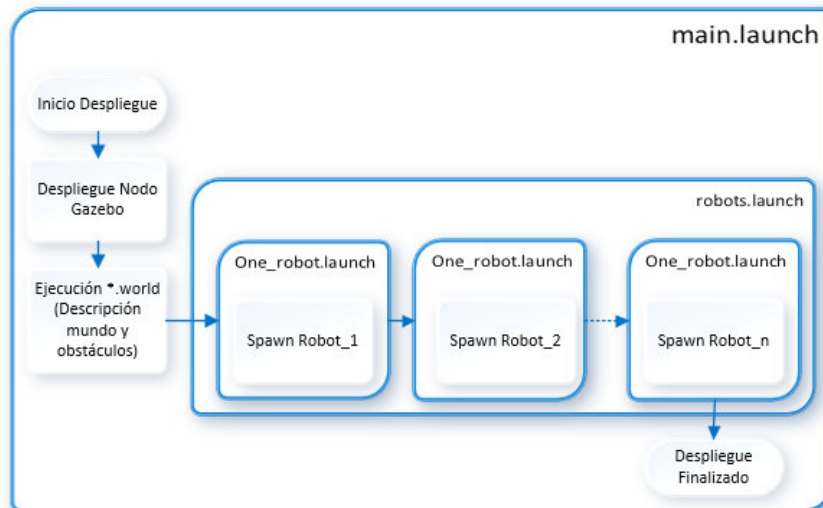 main.launch
Inicio Despliegue
Despliegue Nodo
Gazebo
Ejecución *.world
(Descripción
mundo y
obstáculos)
robots.launch
One_robot.launch
Spawn Robot_1
One_robot.launch
Spawn Robot_2
One_robot.launch
Spawn Robot_n
Despliegue
Finalizado